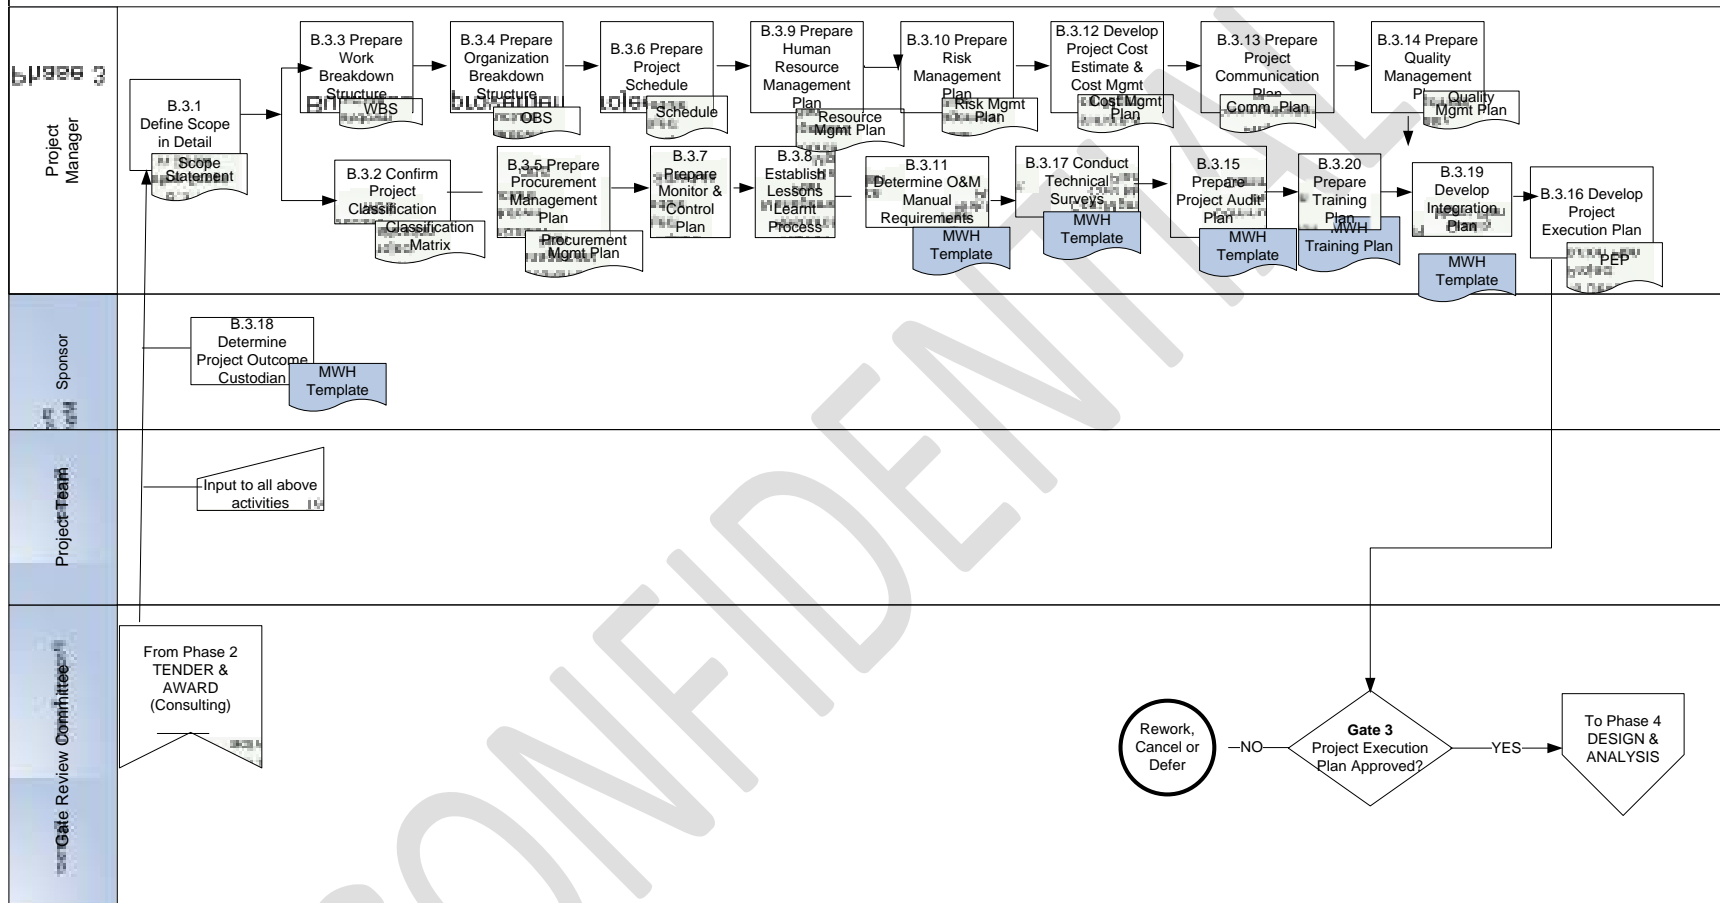 Phase 3
Project
Manager
B.3.1
Define Scope
in Detail
Scope
Statement
B.3.3 Prepare
Work
Breakdown
Structure
WBS
B.3.4 Prepare
Organization
Breakdown
Structure
OBS
B.3.6 Prepare
Project
Schedule
Schedule
B.3.9 Prepare
Human
Resource
Management
Plan
Resource
Mgmt Plan
B.3.10 Prepare
Risk
Management
Plan
Risk Mgmt
Plan
B.3.12 Develop
Project Cost
Estimate &
Cost Mgmt
Cost Mgmt
Plan
B.3.13 Prepare
Project
Communication
Plan
Comm. Plan
B.3.14 Prepare
Quality
Management
Quality
Mgmt Plan
B.3.2 Confirm
Project
Classification
Classification
Matrix
B.3.5 Prepare
Procurement
Management
Plan
Procurement
Mgmt Plan
B.3.7
Prepare
Monitor &
Control
Plan
B.3.8
Establish
Lessons
Learnt
Process
B.3.11
Determine O&M
Manual
Requirements
MWH
Template
B.3.17 Conduct
Technical
Surveys
MWH
Template
B.3.15
Prepare
Project Audit
Plan
MWH
Template
B.3.20
Prepare
Training
Plan
MWH
Training Plan
B.3.19
Develop
Integration
Plan
MWH
Template
B.3.16 Develop
Project
Execution Plan
PEP
Sponsor
B.3.18
Determine
Project Outcome
Custodian
MWH
Template
Project Team
Input to all above
activities
Gate Review Committee
From Phase 2
TENDER &
AWARD
(Consulting)
Rework,
Cancel or
Defer
NO
Gate 3
Project Execution
Plan Approved?
YES
To Phase 4
DESIGN &
ANALYSIS
CONFIDENTIAL